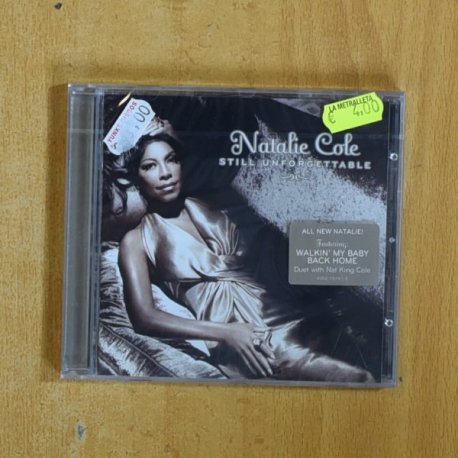 LA METRALLETA
€ 4,00
,00
Natalie Cole
STILL UNFORGETTABLE
ALL NEW NATALIE!
Featuring:
WALKIN' MY BABY
BACK HOME
Duet with Nat King Cole